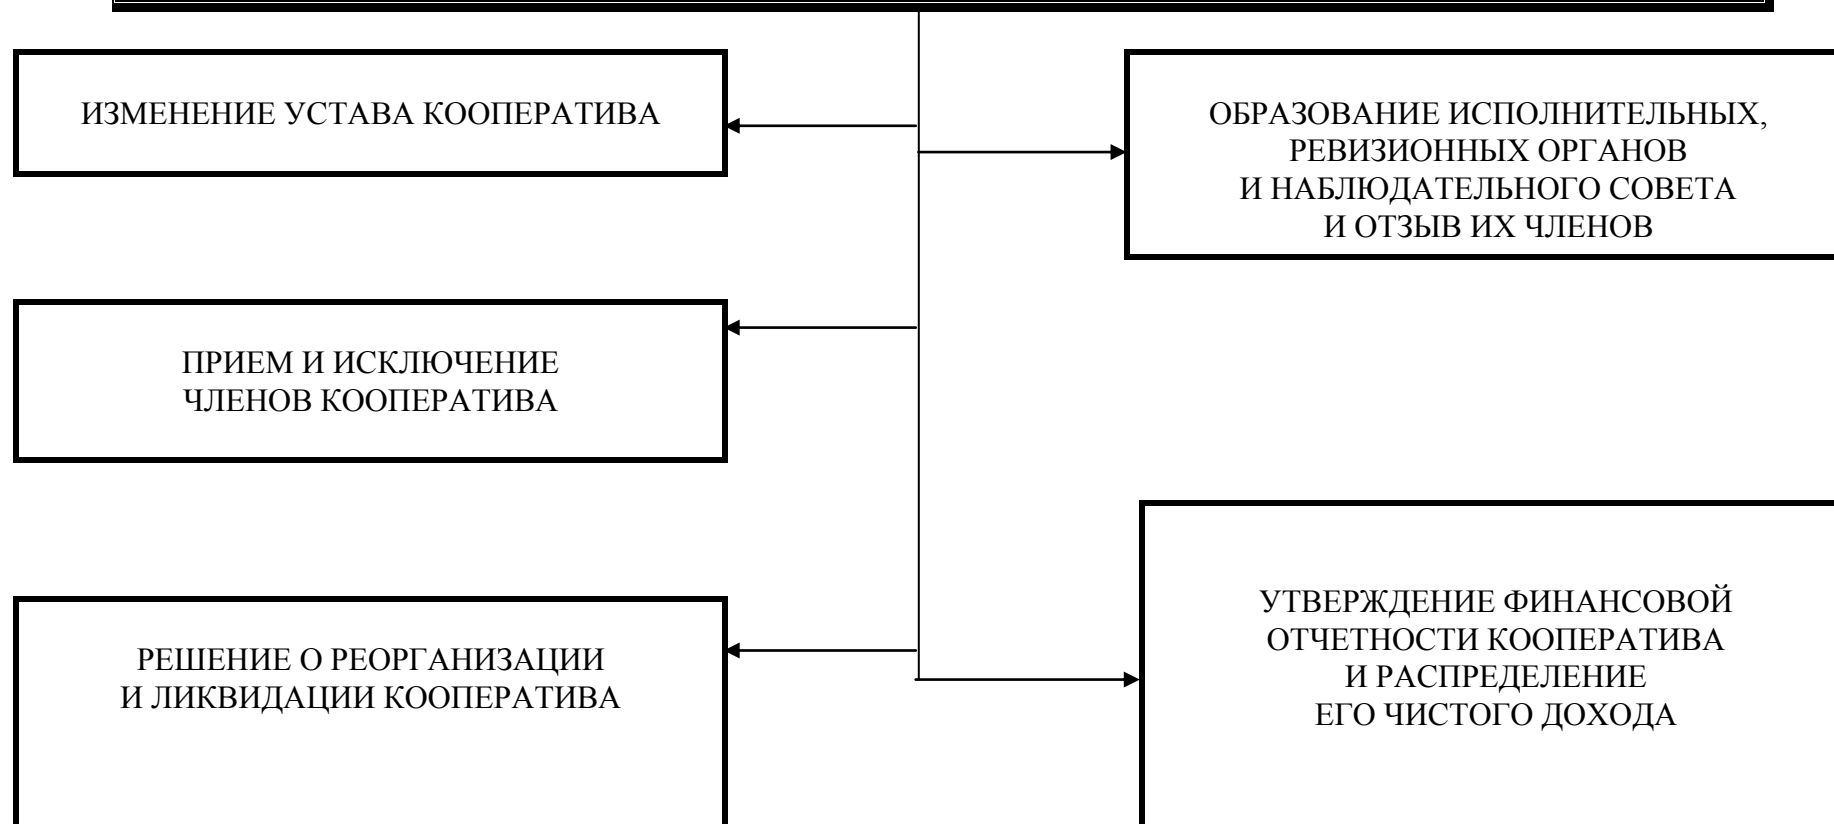 ИЗМЕНЕНИЕ УСТАВА КООПЕРАТИВА
ОБРАЗОВАНИЕ ИСПОЛНИТЕЛЬНЫХ,
РЕВИЗИОННЫХ ОРГАНОВ
И НАБЛЮДАТЕЛЬНОГО СОВЕТА
И ОТЗЫВ ИХ ЧЛЕНОВ
ПРИЕМ И ИСКЛЮЧЕНИЕ
ЧЛЕНОВ КООПЕРАТИВА
РЕШЕНИЕ О РЕОРГАНИЗАЦИИ
И ЛИКВИДАЦИИ КООПЕРАТИВА
УТВЕРЖДЕНИЕ ФИНАНСОВОЙ
ОТЧЕТНОСТИ КООПЕРАТИВА
И РАСПРЕДЕЛЕНИЕ
ЕГО ЧИСТОГО ДОХОДА